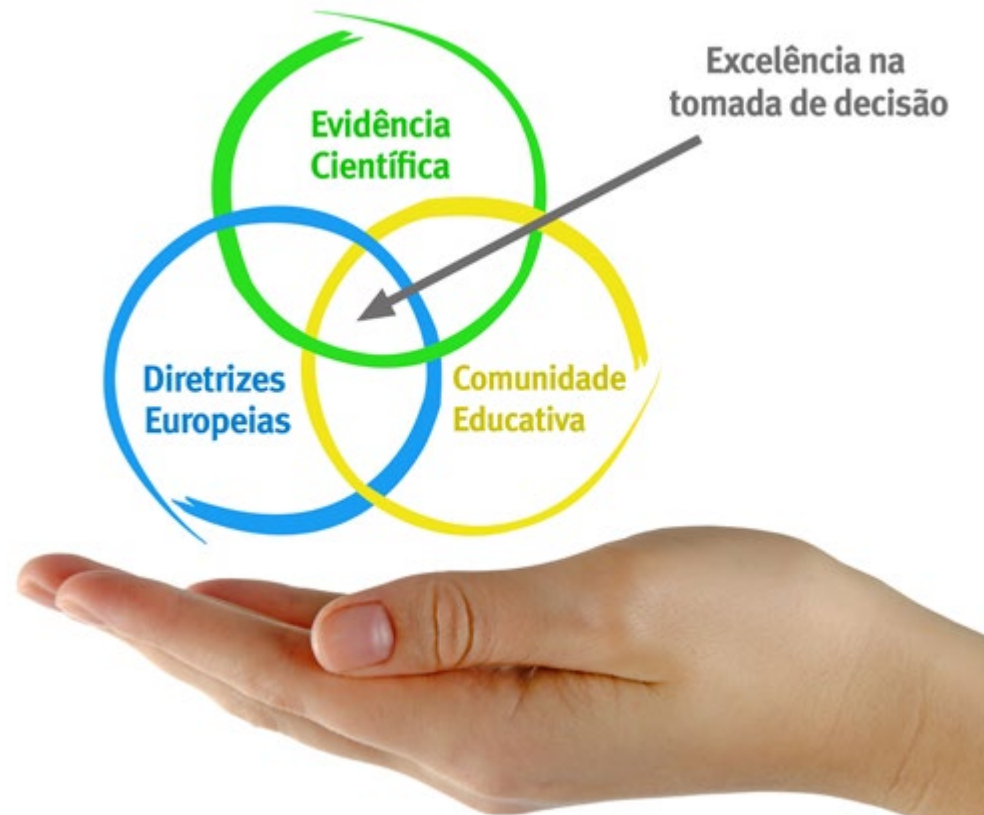 Excelência na
tomada de decisão
Evidência
Científica
Diretrizes
Europeias
Comunidade
Educativa